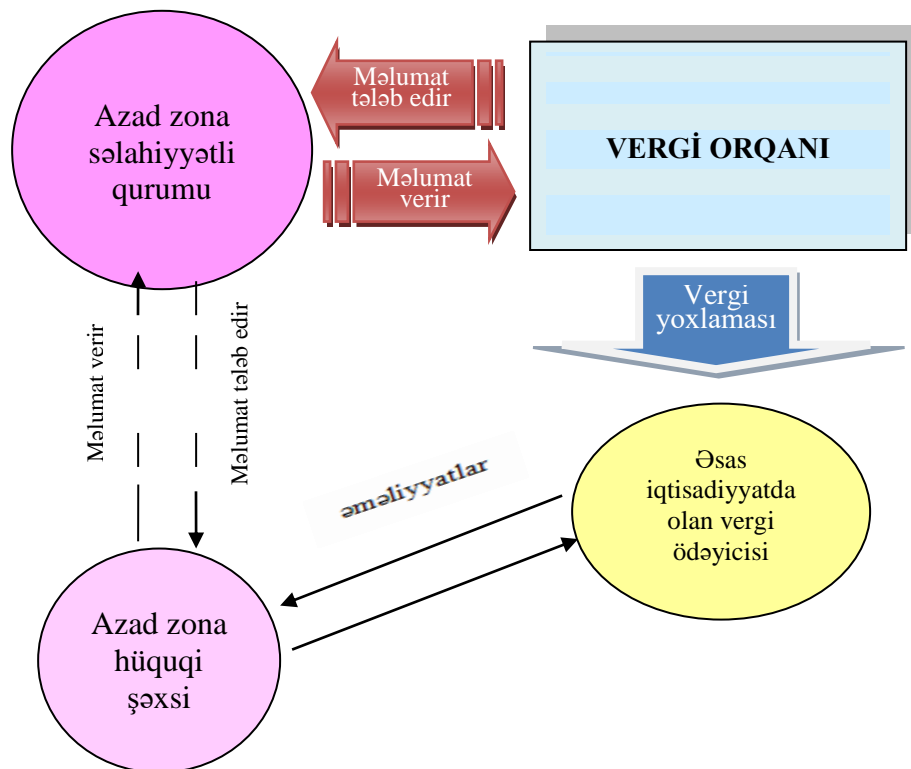 Azad zona
səlahiyyətli
qurumu
Məlumat
tələb edir
Məlumat
verir
VERGİ ORQANI
Vergi
yoxlaması
Məlumat verir
Məlumat tələb edir
əməliyyatlar
Əsas
iqtisadiyyatda
olan vergi
ödəyicisi
Azad zona
hüquqi
şəxsi